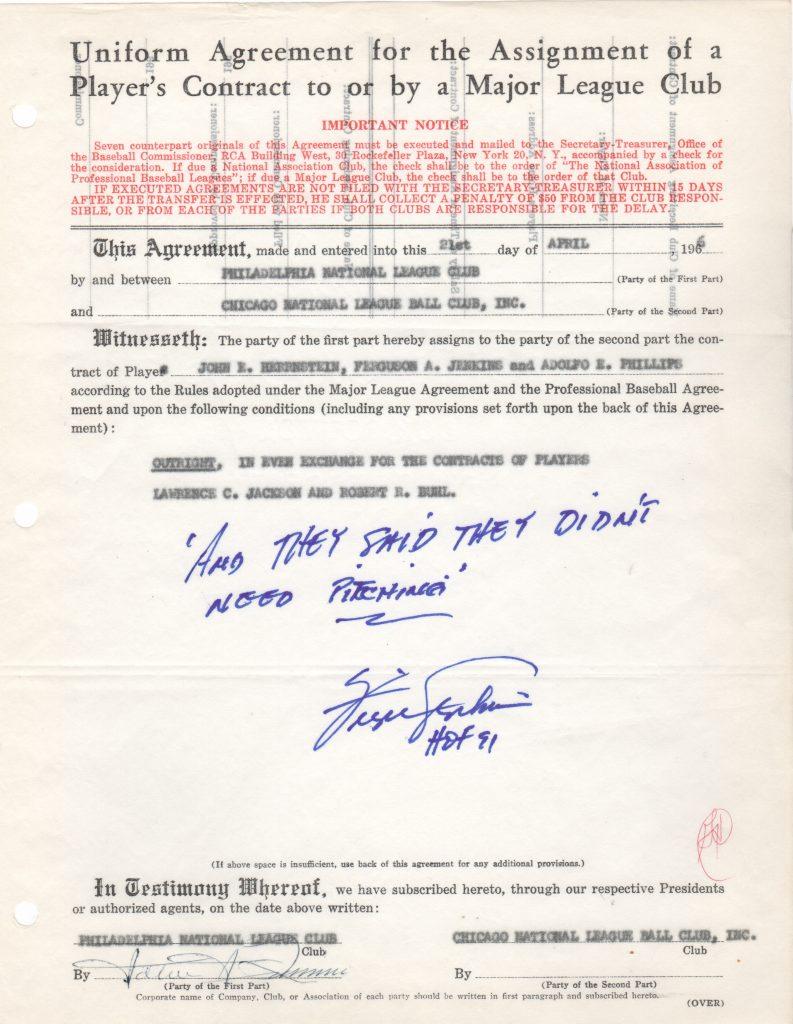 Uniform Agreement for the Assignment of a
Player's Contract to or by a Major League Club
IMPORTANT NOTICE
Seven counterpart originals of this Agreement must be executed and mailed to the Secretary-Treasurer, Office of
the Baseball Commissioner, RCA Building West, 30 Rockefeller Plaza, New York 20, N. Y., accompanied by a check for
the consideration. If due a National Association Club, the check shall be to the order of "The National Association of
Professional Baseball Leagues"; if due a Major League Club, the check shall be to the order of that Club.
IF EXECUTED AGREEMENTS ARE NOT FILED WITH THE SECRETARY-TREASURER WITHIN 15 DAYS
AFTER THE TRANSFER IS EFFECTED, HE SHALL COLLECT A PENALTY OF $50 FROM THE CLUB RESPON-
SIBLE, OR FROM EACH OF THE PARTIES IF BOTH CLUBS ARE RESPONSIBLE FOR THE DELAY.
This Agreement, made and entered into this 21st day of APRIL, 1966
by and between PHILADELPHIA NATIONAL LEAGUE CLUB (Party of the First Part)
and CHICAGO NATIONAL LEAGUE BALL CLUB, INC. (Party of the Second Part)
Witnesseth: The party of the first part hereby assigns to the party of the second part the con-
tract of Players JOHN E. HERRNSTEIN, FERGUSON A. JENKINS and ADOLFO E. PHILLIPS
according to the Rules adopted under the Major League Agreement and the Professional Baseball Agree-
ment and upon the following conditions (including any provisions set forth upon the back of this Agree-
ment):
OUTRIGHT, IN EVEN EXCHANGE FOR THE CONTRACTS OF PLAYERS
LAWRENCE C. JACKSON AND ROBERT R. BUHL.
'AND THEY SAID THEY DIDN'T
NEED PITCHING'
Fergie Jenkins
HOF 91
(If above space is insufficient, use back of this agreement for any additional provisions.)
In Testimony Whereof, we have subscribed hereto, through our respective Presidents
or authorized agents, on the date above written:
PHILADELPHIA NATIONAL LEAGUE CLUB CHICAGO NATIONAL LEAGUE BALL CLUB, INC.
Club Club
By By
(Party of the First Part) (Party of the Second Part)
Corporate name of Company, Club, or Association of each party should be written in first paragraph and subscribed hereto.
(OVER)